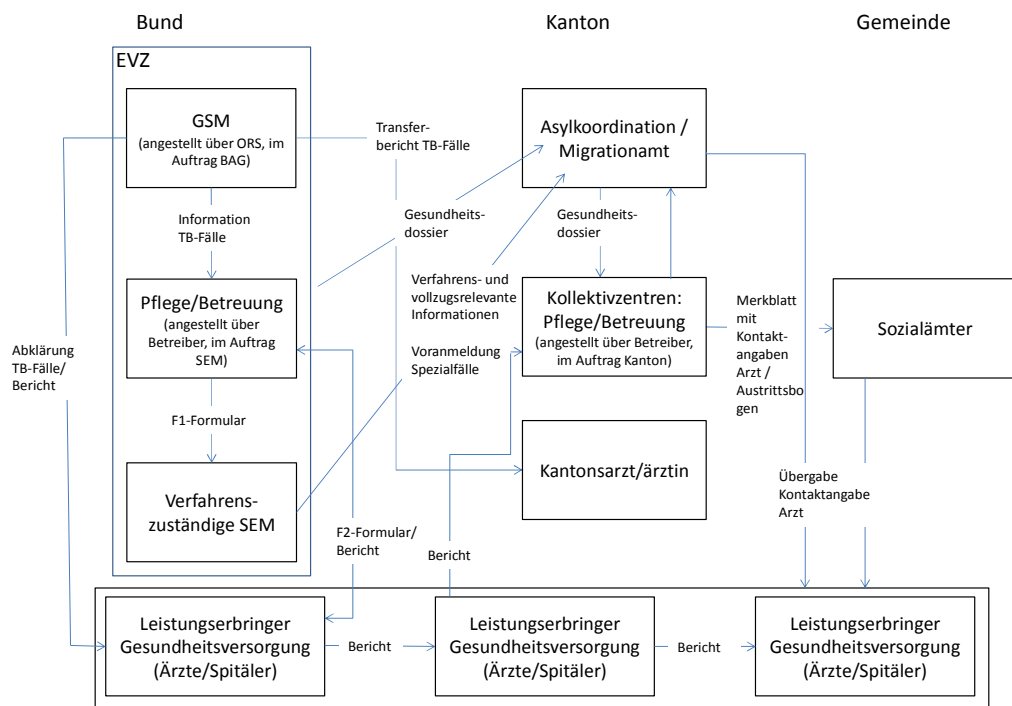 Bund
Kanton
Gemeinde
EVZ
GSM
(angestellt über ORS, im
Auftrag BAG)
Transfer-
bericht TB-Fälle
Asylkoordination /
Migrationamt
Information
TB-Fälle
Gesundheits-
dossier
Gesundheits-
dossier
Pflege/Betreuung
(angestellt über
Betreiber, im Auftrag
SEM)
Verfahrens- und
vollzugsrelevante
Informationen
Kollektivzentren:
Pflege/Betreuung
(angestellt über Betreiber,
im Auftrag Kanton)
Merkblatt
mit
Kontakt-
angaben
Arzt /
Austrittsbo
gen
Sozialämter
Abklärung
TB-Fälle/
Bericht
Voranmeldung
Spezialfälle
F1-Formular
Verfahrens-
zuständige SEM
Kantonsarzt/ärztin
Übergabe
Kontaktangabe
Arzt
F2-Formular/
Bericht
Bericht
Leistungserbringer
Gesundheitsversorgung
(Ärzte/Spitäler)
Bericht
Leistungserbringer
Gesundheitsversorgung
(Ärzte/Spitäler)
Bericht
Leistungserbringer
Gesundheitsversorgung
(Ärzte/Spitäler)